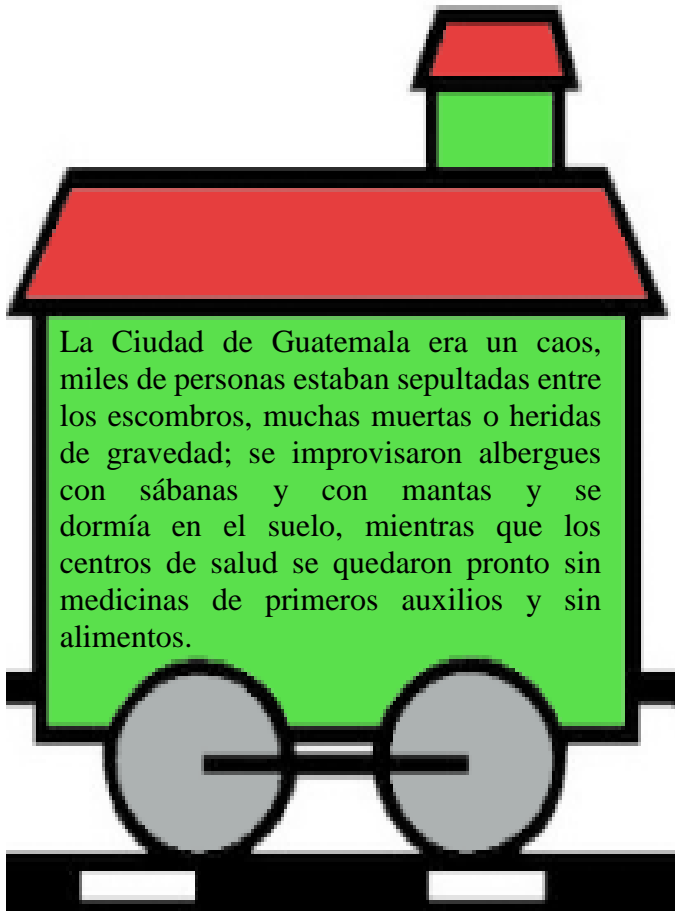 La Ciudad de Guatemala era un caos,
miles de personas estaban sepultadas entre
los escombros, muchas muertas o heridas
de gravedad; se improvisaron albergues
con sábanas y con mantas y se
dormía en el suelo, mientras que los
centros de salud se quedaron pronto sin
medicinas de primeros auxilios y sin
alimentos.